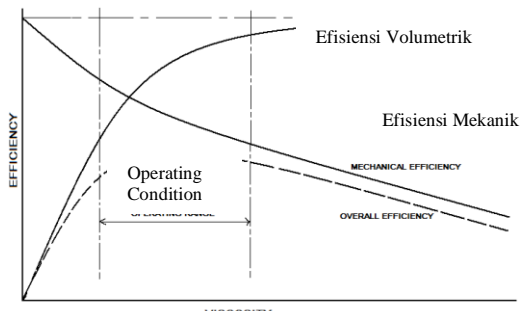 Efisiensi Volumetrik
Efisiensi Mekanik
EFFICIENCY
MECHANICAL EFFICIENCY
Operating
Condition
OVERALL EFFICIENCY